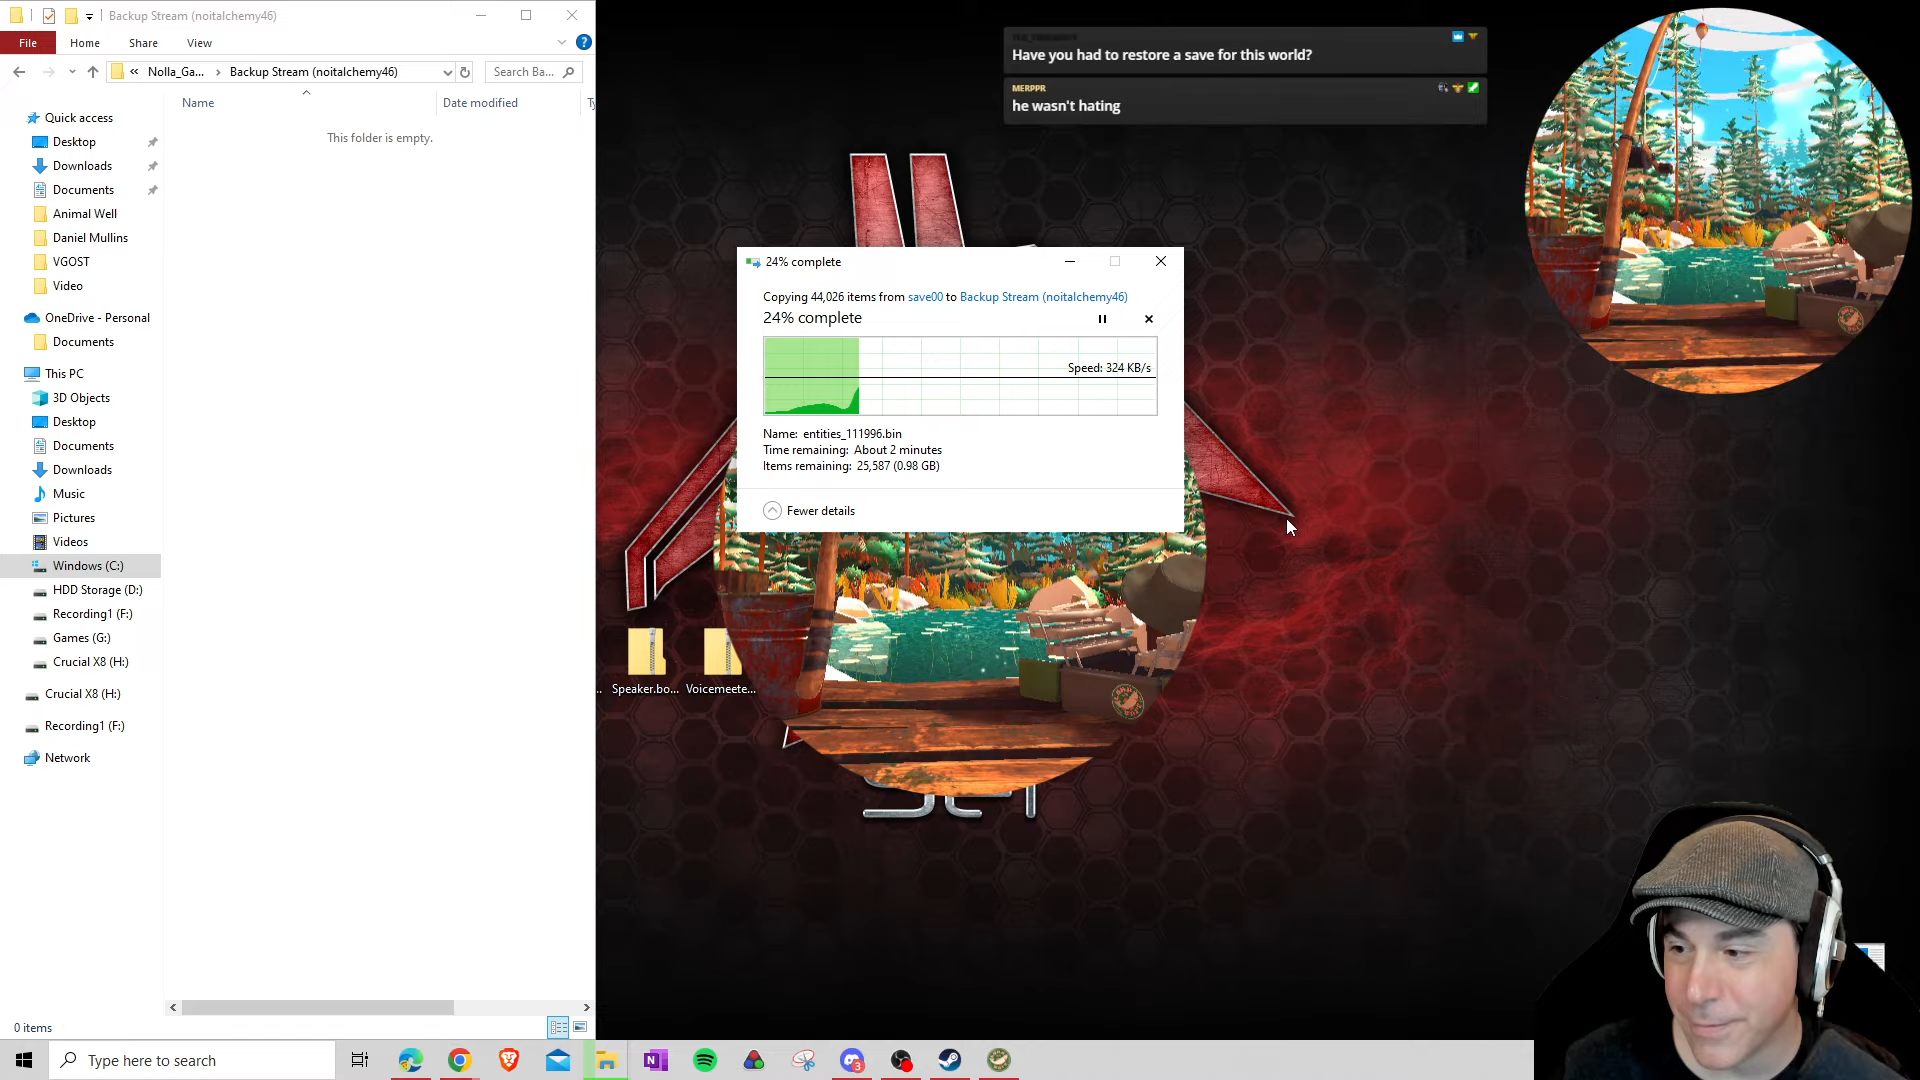 Backup Stream (noitalchemy46)
File
Home
Share
View
Nolla_Ga...
Backup Stream (noitalchemy46)
Search Ba...
Name
Date modified
This folder is empty.
Quick access
Desktop
Downloads
Documents
Animal Well
Daniel Mullins
VGOST
Video
OneDrive - Personal
Documents
This PC
3D Objects
Desktop
Documents
Downloads
Music
Pictures
Videos
Windows (C:)
HDD Storage (D:)
Recording1 (F:)
Games (G:)
Crucial X8 (H:)
Crucial X8 (H:)
Recording1 (F:)
Network
0 items
Have you had to restore a save for this world?
MERPPR
he wasn't hating
24% complete
Copying 44,026 items from save00 to Backup Stream (noitalchemy46)
24% complete
Speed: 324 KB/s
Name: entities_111996.bin
Time remaining: About 2 minutes
Items remaining: 25,587 (0.98 GB)
Fewer details
Speaker.bo...
Voicemeete...
Type here to search
3